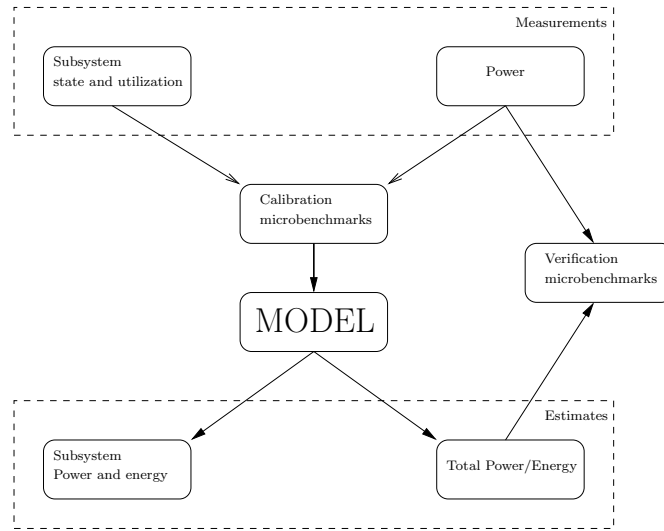 Measurements
Subsystem
state and utilization
Power
Calibration
microbenchmarks
Verification
microbenchmarks
MODEL
Estimates
Subsystem
Power and energy
Total Power/Energy